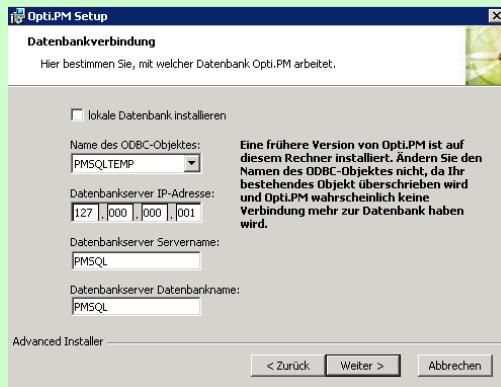 Opti.PM Setup
Datenbankverbindung
Hier bestimmen Sie, mit welcher Datenbank Opti.PM arbeitet.
lokale Datenbank installieren
Name des ODBC-Objektes:
PMSQLTEMP
Eine frühere Version von Opti.PM ist auf
diesem Rechner installiert. Ändern Sie den
Namen des ODBC-Objektes nicht, da Ihr
bestehendes Objekt überschrieben wird
und Opti.PM wahrscheinlich keine
Verbindung mehr zur Datenbank haben
wird.
Datenbankserver IP-Adresse:
127 . 000 . 000 . 001
Datenbankserver Servername:
PMSQL
Datenbankserver Datenbankname:
PMSQL
Advanced Installer
< Zurück
Weiter >
Abbrechen